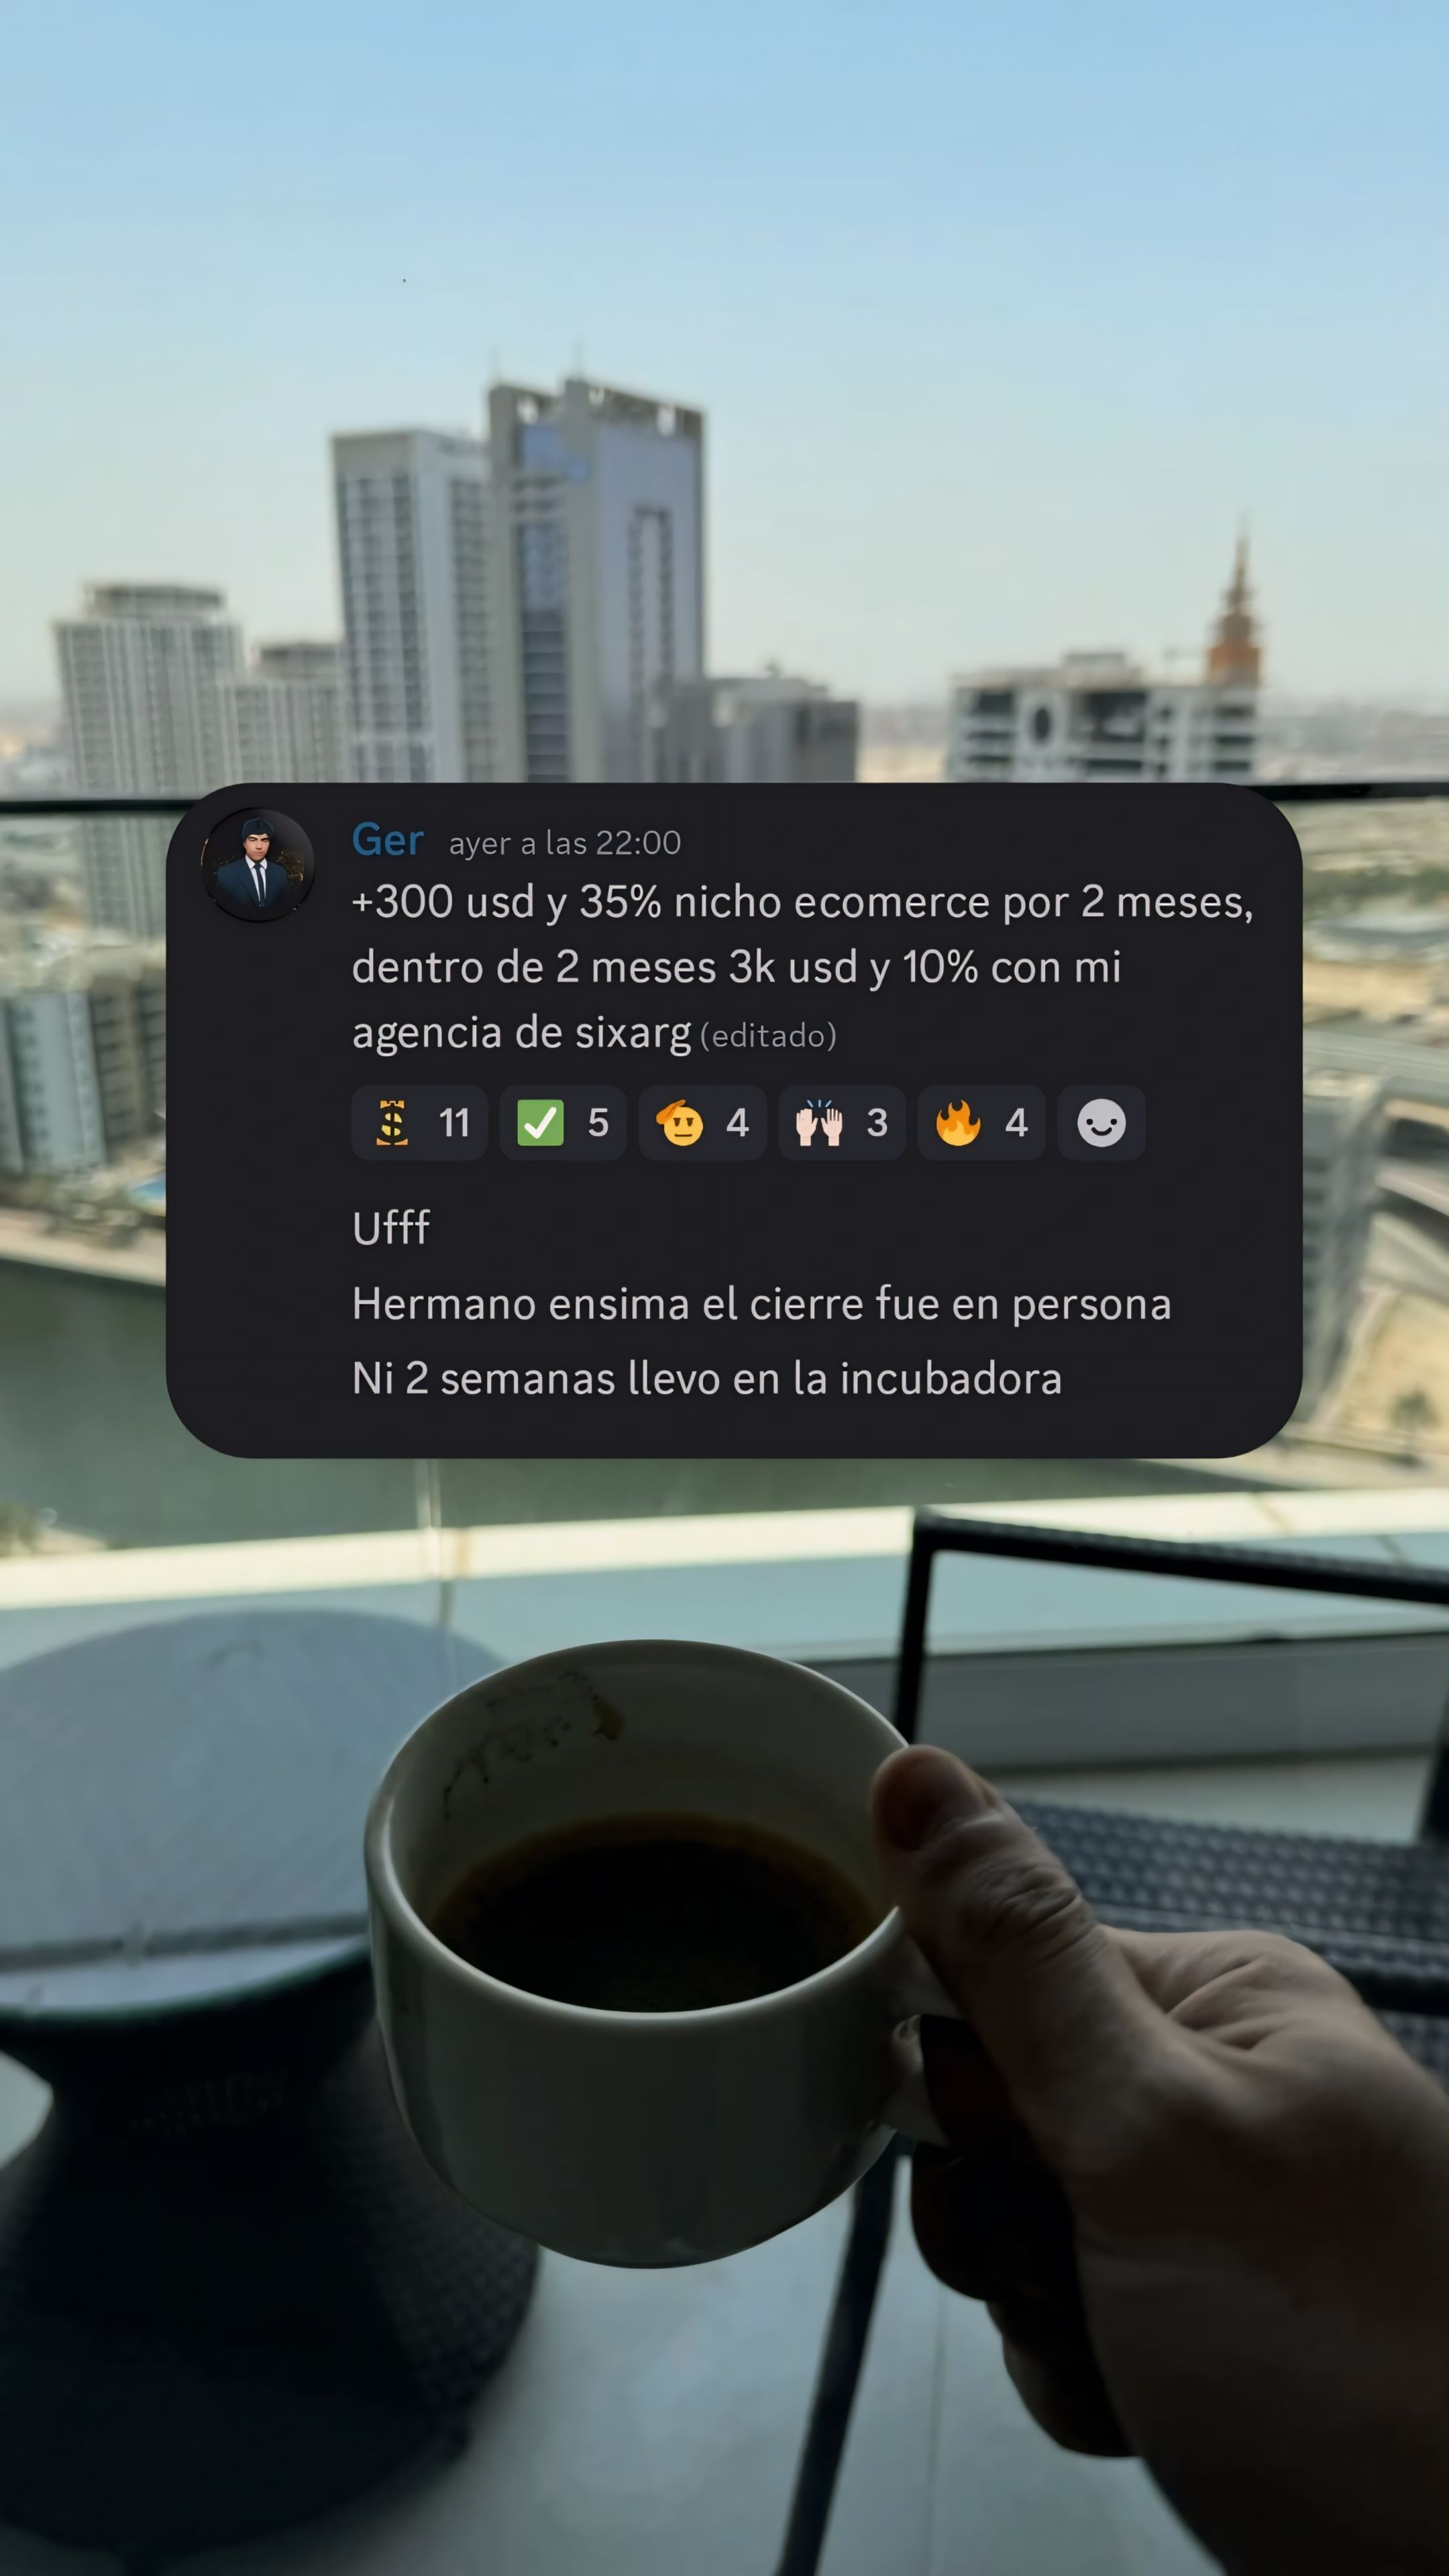 Ger ayer a las 22:00
+300 usd y 35% nicho ecomerce por 2 meses,
dentro de 2 meses 3k usd y 10% con mi
agencia de sixarg (editado)
11 5 4 3 4
Ufff
Hermano ensima el cierre fue en persona
Ni 2 semanas llevo en la incubadora